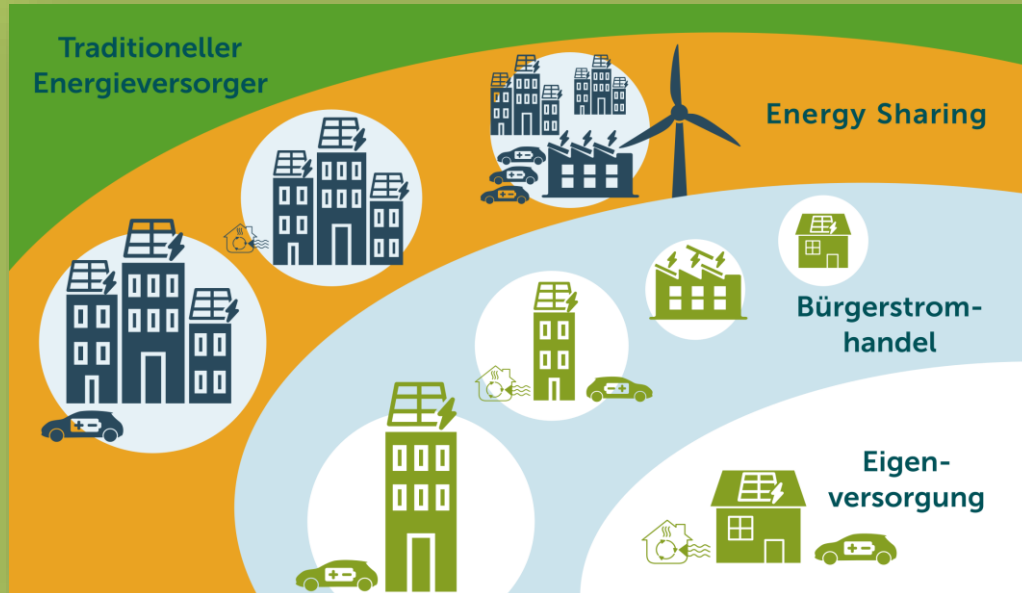 Traditioneller
Energieversorger
Energy Sharing
Bürgerstrom-
handel
Eigen-
versorgung